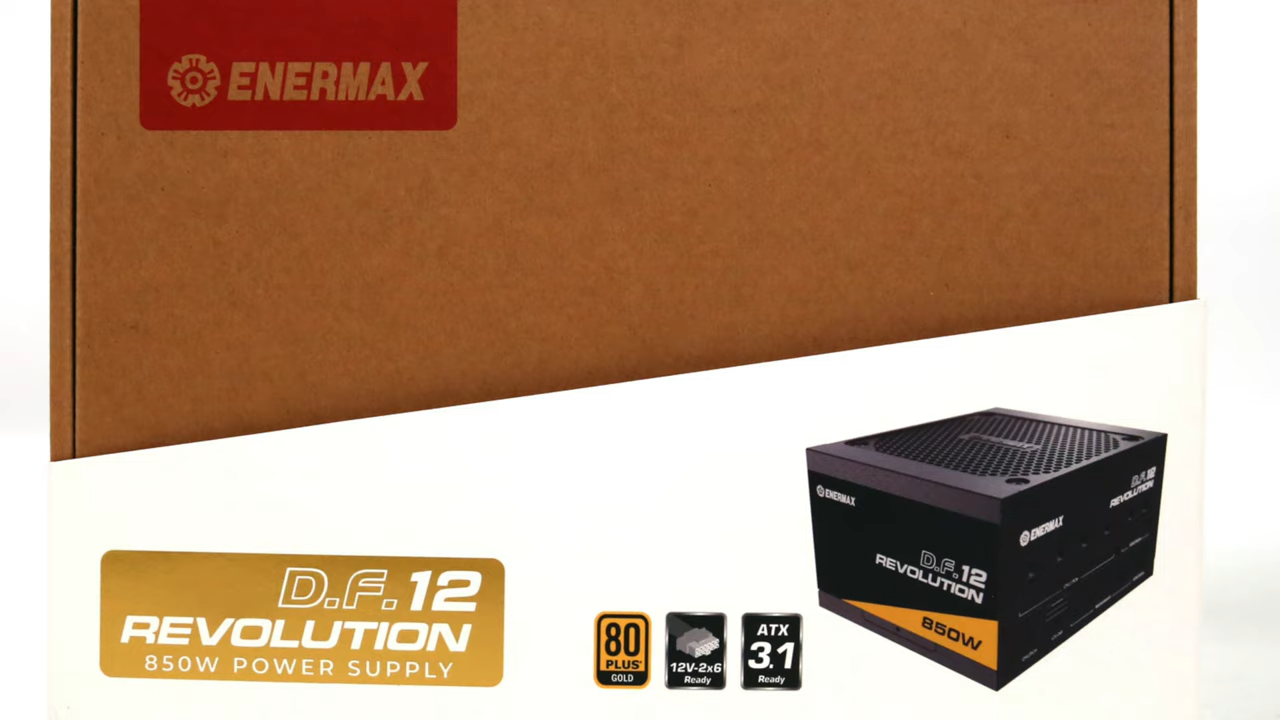 ENERMAX
D.F.12
REVOLUTION
850W POWER SUPPLY
80
PLUS
GOLD
12V-2x6
Ready
ATX
3.1
Ready
ENERMAX
D.F.12
REVOLUTION
850W
ENERMAX
D.F.12
REVOLUTION